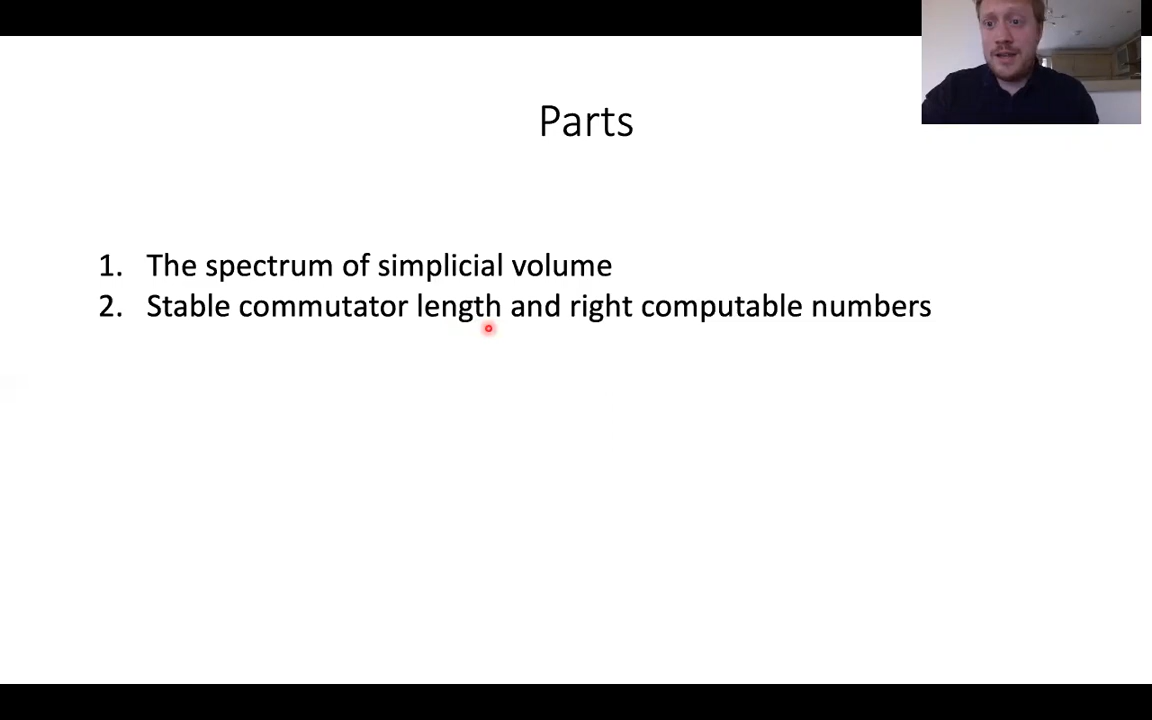 Parts
1. The spectrum of simplicial volume
2. Stable commutator length and right computable numbers